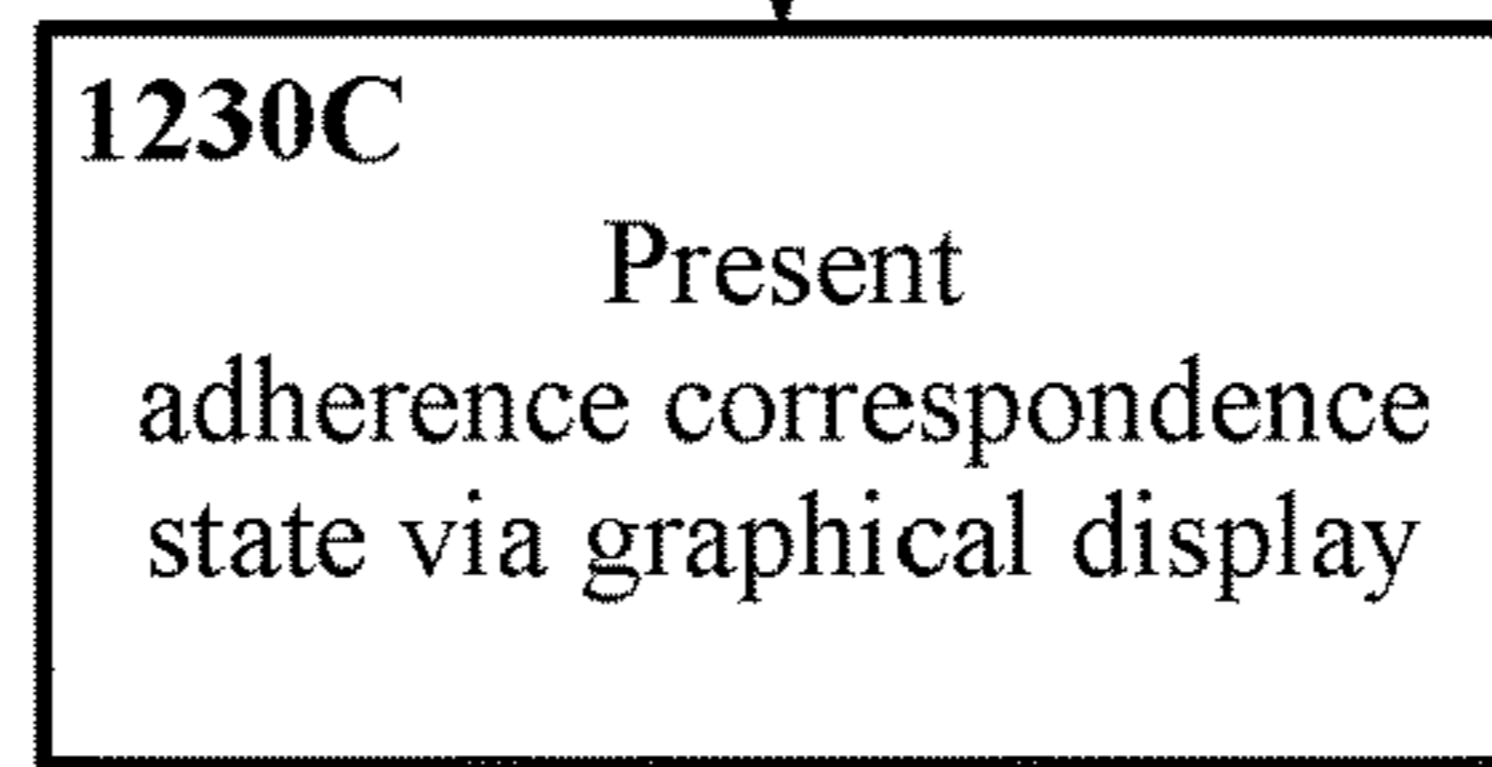 1230C
Present
adherence correspondence
state via graphical display